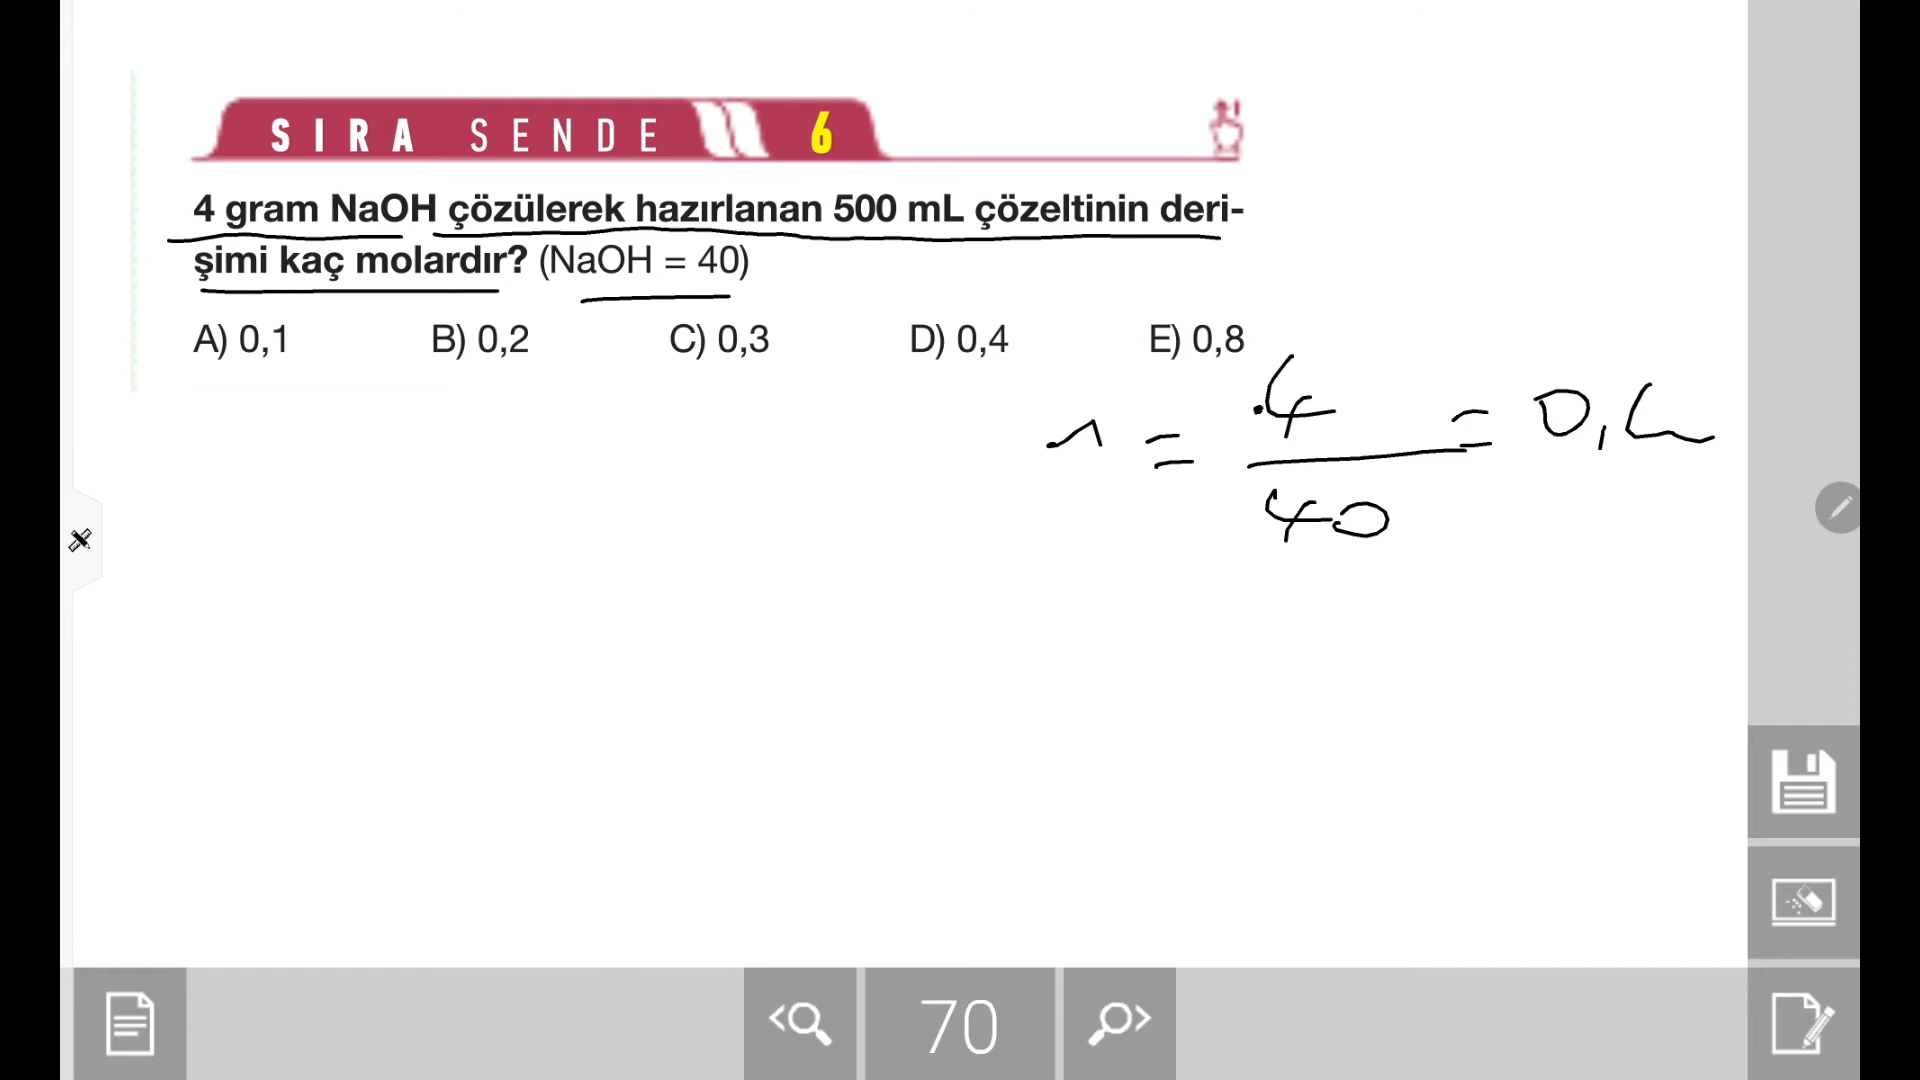 SIRA SENDE 6
4 gram NaOH çözülerek hazırlanan 500 mL çözeltinin deri-
şimi kaç molardır? (NaOH = 40)
A) 0,1 B) 0,2 C) 0,3 D) 0,4 E) 0,8
n = 4 = 0,
40
70